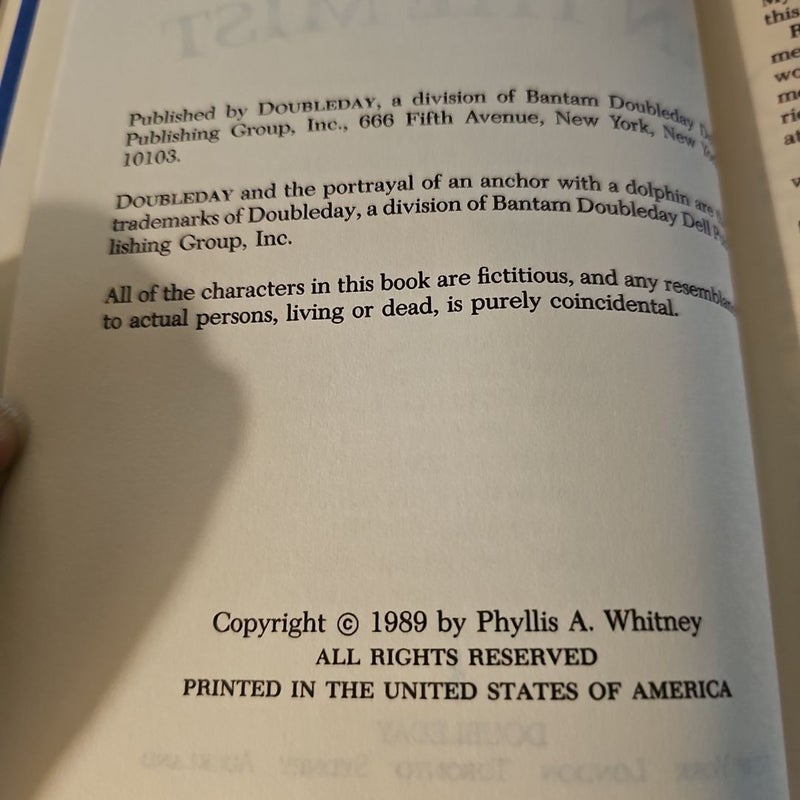 Published by DOUBLEDAY, a division of Bantam Doubleday
Publishing Group, Inc., 666 Fifth Avenue, New York, New
10103.
DOUBLEDAY and the portrayal of an anchor with a dolphin are
trademarks of Doubleday, a division of Bantam Doubleday Dell
lishing Group, Inc.
All of the characters in this book are fictitious, and any
to actual persons, living or dead, is purely coincidental.
Copyright © 1989 by Phyllis A. Whitney
ALL RIGHTS RESERVED
PRINTED IN THE UNITED STATES OF AMERICA
this